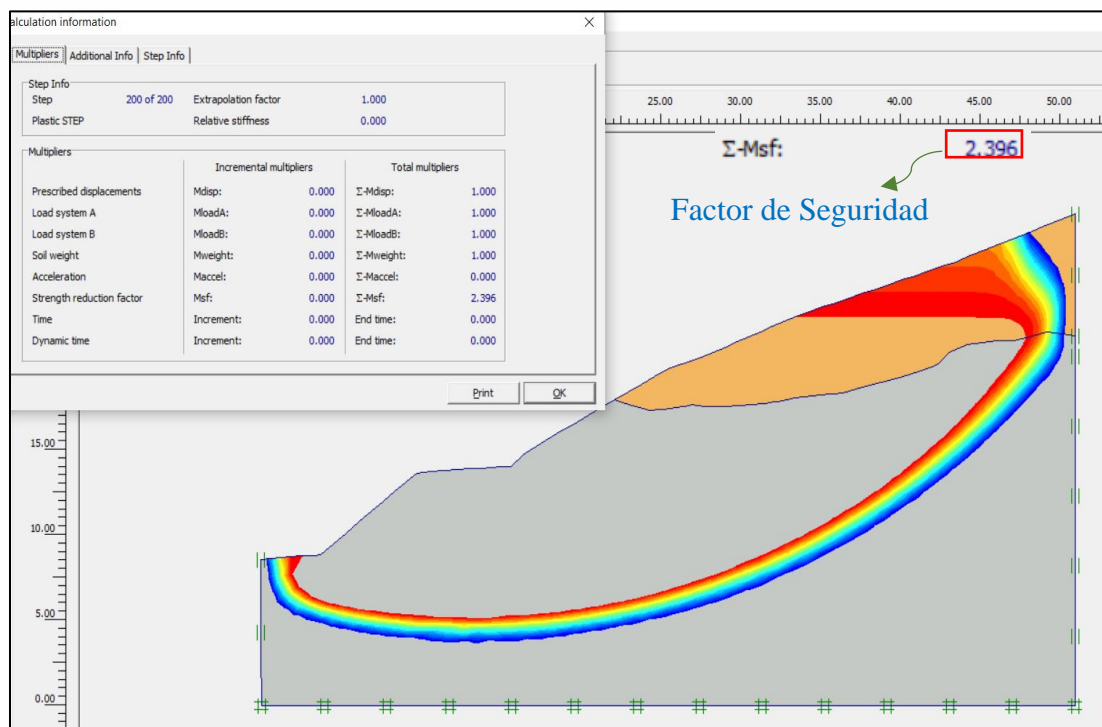 alculation information
Multipliers Additional Info Step Info
Step Info
Step 200 of 200 Extrapolation factor 1.000
Plastic STEP Relative stiffness 0.000
Multipliers
Incremental multipliers Total multipliers
Prescribed displacements Mdisp: 0.000 Σ-Mdisp: 1.000
Load system A MloadA: 0.000 Σ-MloadA: 1.000
Load system B MloadB: 0.000 Σ-MloadB: 1.000
Soil weight Mweight: 0.000 Σ-Mweight: 1.000
Acceleration Maccel: 0.000 Σ-Maccel: 0.000
Strength reduction factor Msf: 0.000 Σ-Msf: 2.396
Time Increment: 0.000 End time: 0.000
Dynamic time Increment: 0.000 End time: 0.000
Print OK
25.00 30.00 35.00 40.00 45.00 50.00
Σ-Msf: 2.396
Factor de Seguridad
15.00
10.00
5.00
0.00